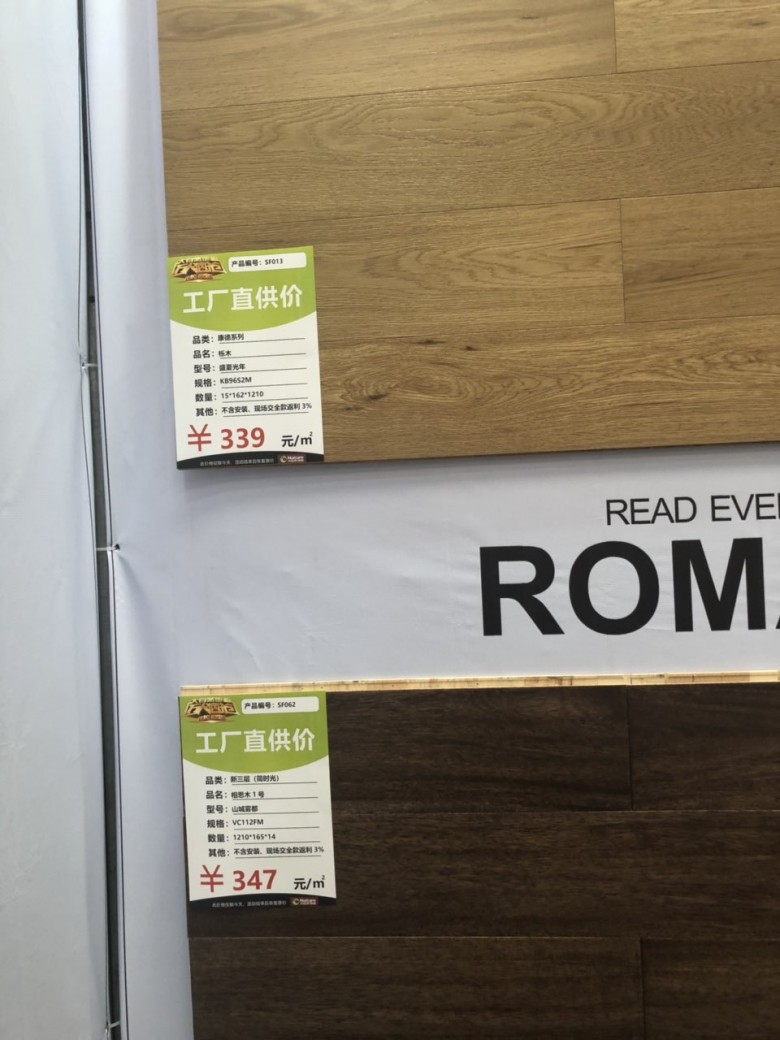 产品编号：SF013
工厂直供价
品类：康德系列
品名：栎木
型号：盛夏光年
规格：KB9652M
数量：15*162*1210
其他：不含安装、现场交全款返利 3%
￥ 339 元/㎡
READ EVE
ROM
产品编号：SF062
工厂直供价
品类：新三层（简时光）
品名：相思木 1 号
型号：山城雾都
规格：VC112FM
数量：1210*165*14
其他：不含安装、现场交全款返利 3%
￥ 347 元/㎡